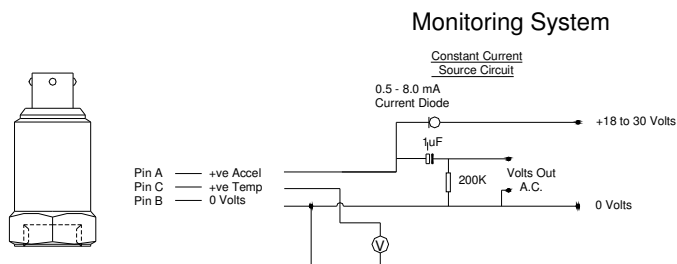 Monitoring System
Constant Current
Source Circuit
0.5 - 8.0 mA
Current Diode
+18 to 30 Volts
1uF
Pin A — +ve Accel
Pin C — +ve Temp
Pin B — 0 Volts
200K
Volts Out
A.C.
0 Volts
V